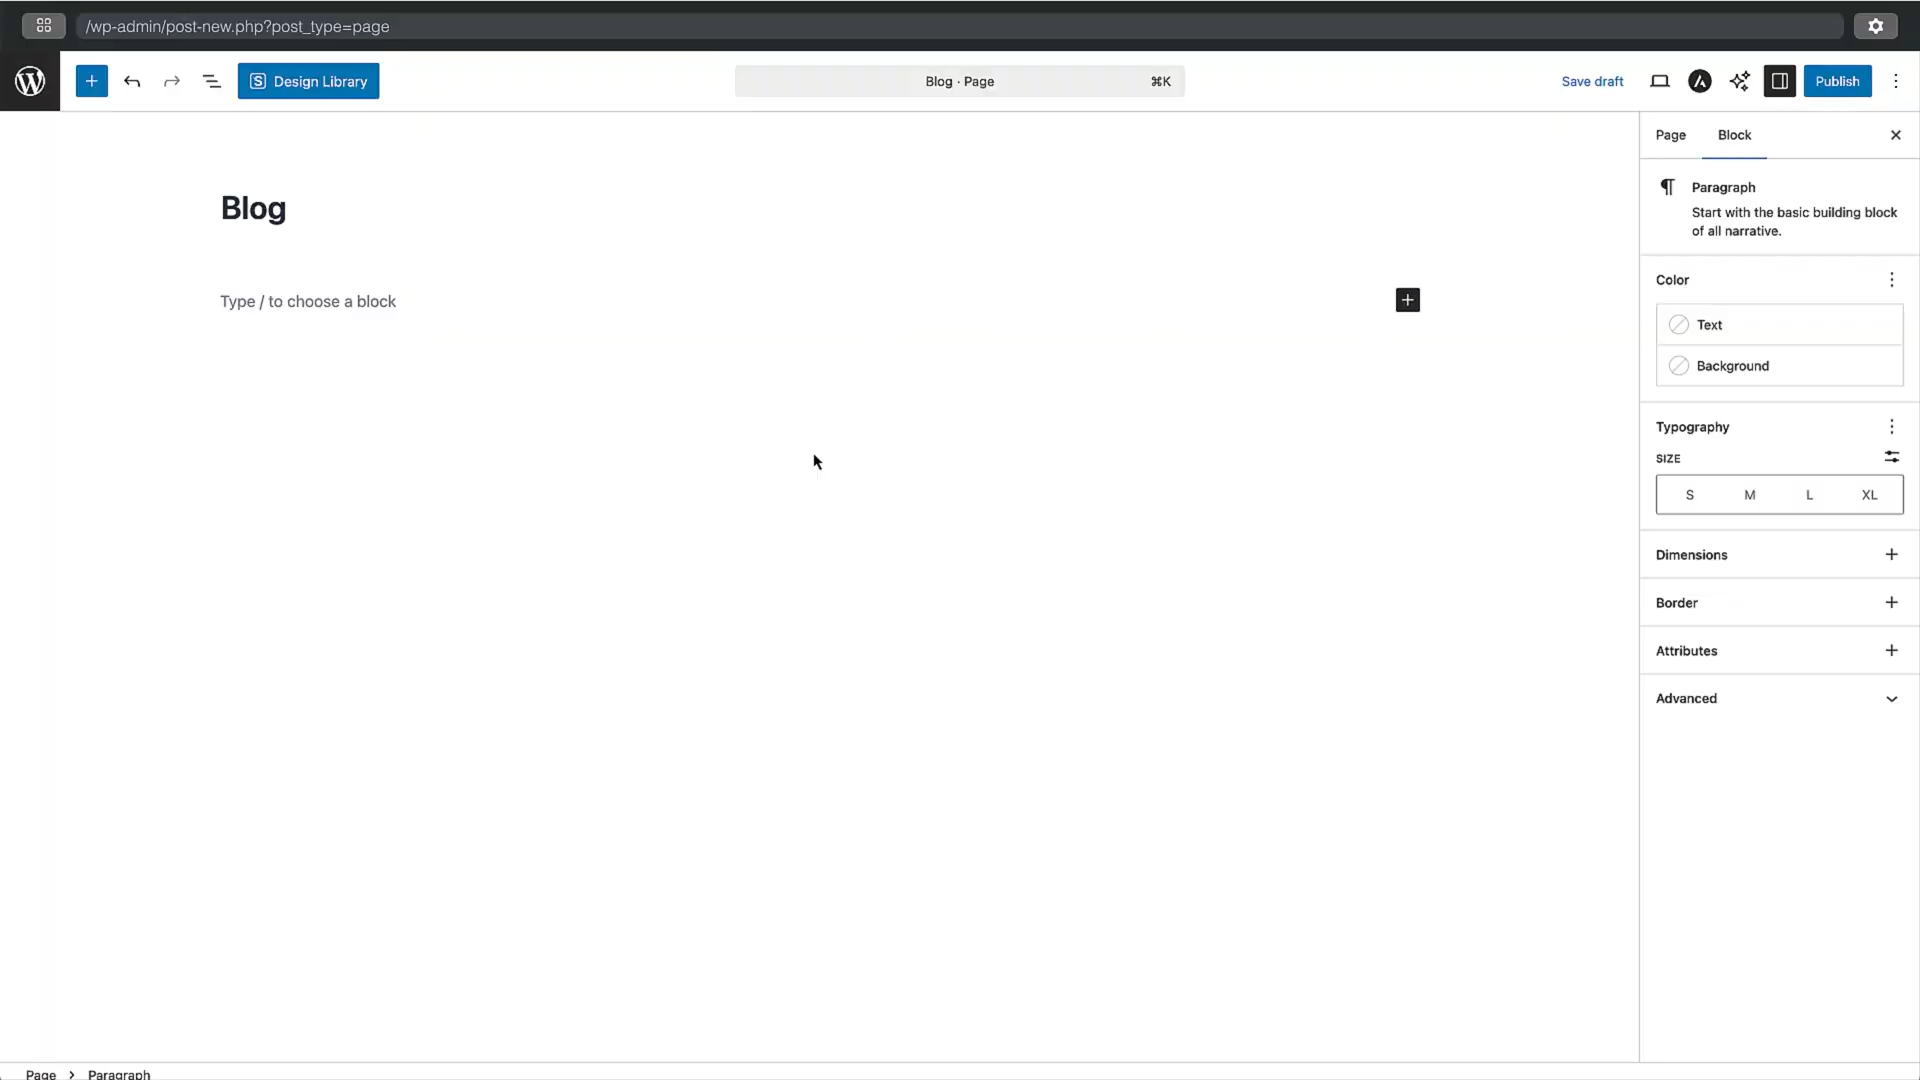 /wp-admin/post-new.php?post_type=page
Design Library
Blog · Page
⌘K
Save draft
Publish
Page
Block
Blog
Type / to choose a block
Paragraph
Start with the basic building block
of all narrative.
Color
Text
Background
Typography
SIZE
S M L XL
Dimensions
Border
Attributes
Advanced
Page > Paragraph